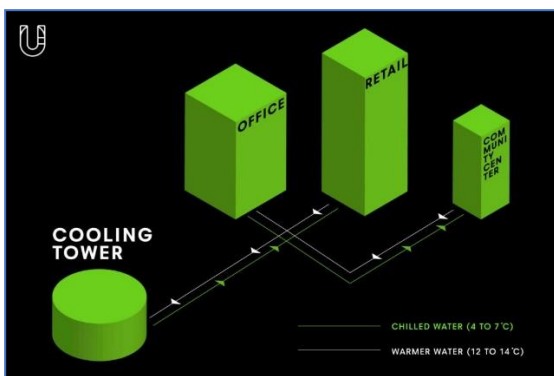 U
OFFICE
RETAIL
COM
MUNI
TY
CEN
TER
COOLING
TOWER
CHILLED WATER (4 TO 7°C)
WARMER WATER (12 TO 14°C)